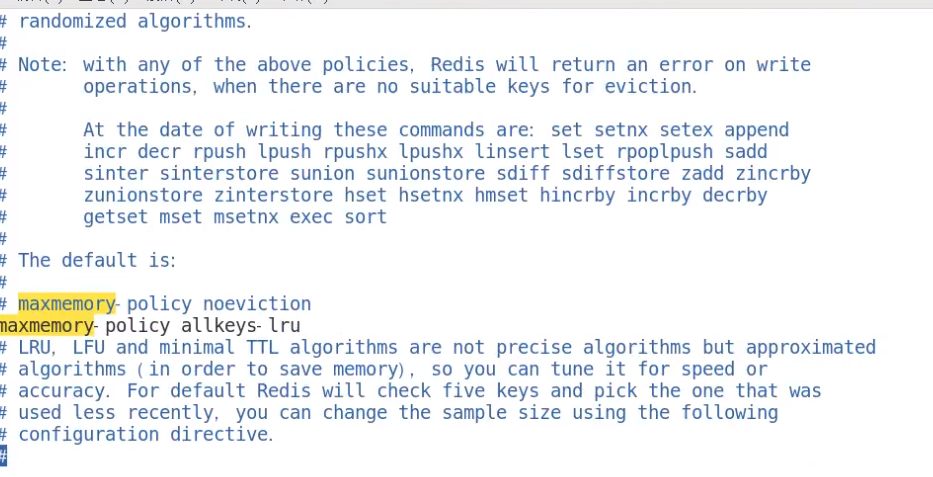 # randomized algorithms.
#
# Note: with any of the above policies, Redis will return an error on write
#       operations, when there are no suitable keys for eviction.
#
#       At the date of writing these commands are: set setnx setex append
#       incr decr rpush lpush rpushx lpushx linsert lset rpoplpush sadd
#       sinter sinterstore sunion sunionstore sdiff sdiffstore zadd zincrby
#       zunionstore zinterstore hset hsetnx hmset hincrby incrby decrby
#       getset mset msetnx exec sort
#
# The default is:
#
# maxmemory-policy noeviction
maxmemory-policy allkeys-lru
# LRU, LFU and minimal TTL algorithms are not precise algorithms but approximated
# algorithms (in order to save memory), so you can tune it for speed or
# accuracy. For default Redis will check five keys and pick the one that was
# used less recently, you can change the sample size using the following
# configuration directive.
#